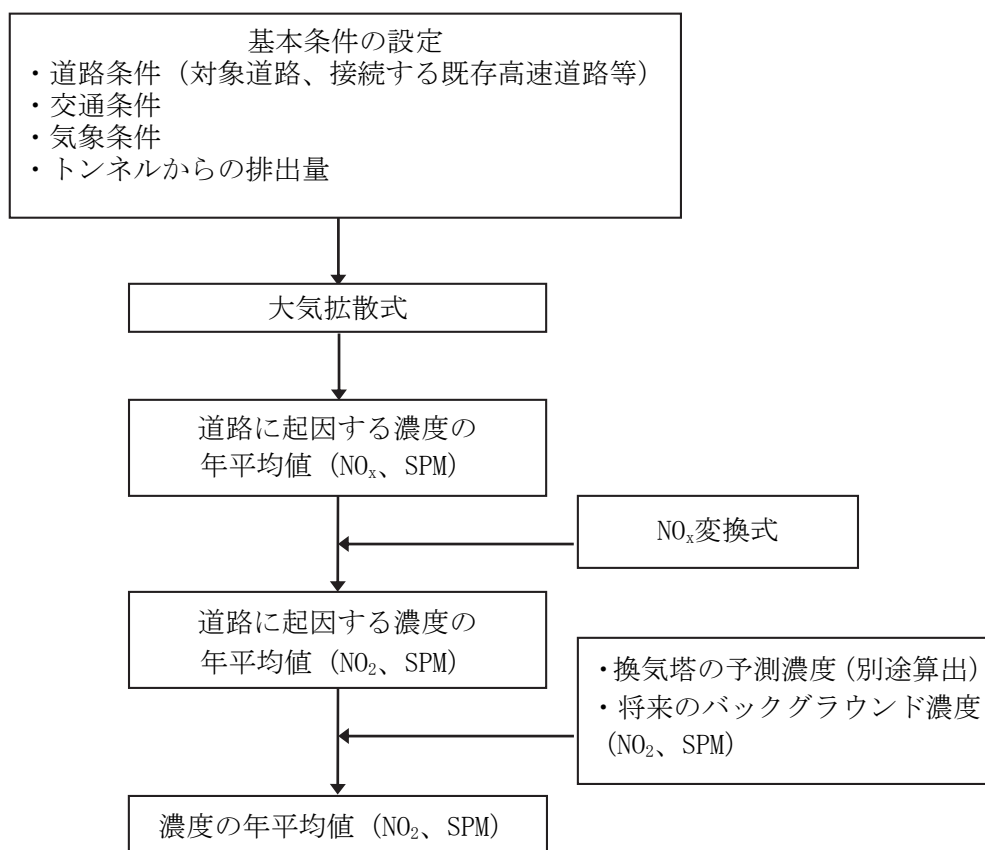 基本条件の設定
・道路条件（対象道路、接続する既存高速道路等）
・交通条件
・気象条件
・トンネルからの排出量
大気拡散式
道路に起因する濃度の
年平均値（NOx、SPM）
NOx変換式
道路に起因する濃度の
年平均値（NO2、SPM）
・換気塔の予測濃度（別途算出）
・将来のバックグラウンド濃度
（NO2、SPM）
濃度の年平均値（NO2、SPM）